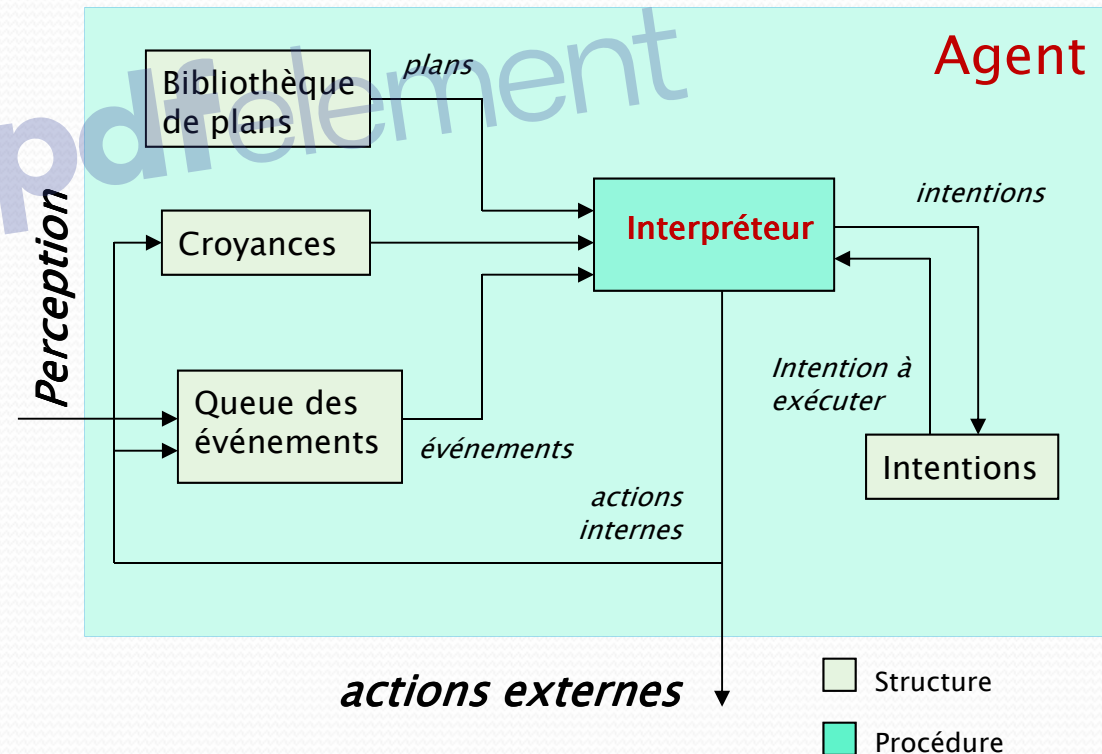 Agent
Bibliothèque
de plans
plans
pdfelement
Perception
Croyances
Interpréteur
intentions
Queue des
événements
événements
Intention à
exécuter
Intentions
actions
internes
actions externes
Structure
Procédure